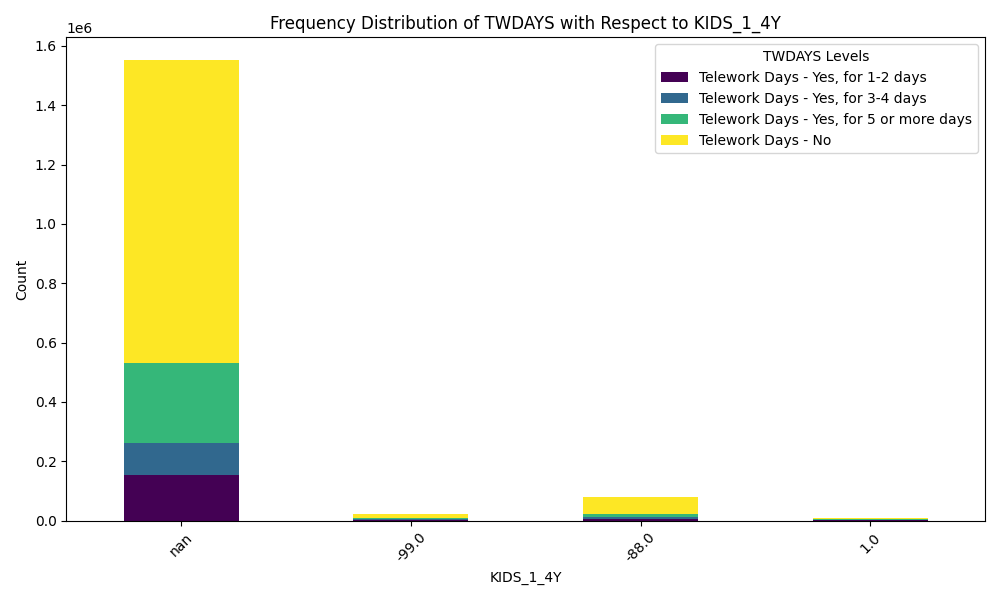 Frequency Distribution of TWDAYS with Respect to KIDS_1_4Y
1e6
TWDAYS Levels
Telework Days - Yes, for 1-2 days
Telework Days - Yes, for 3-4 days
Telework Days - Yes, for 5 or more days
Telework Days - No
1.6
1.4
1.2
1.0
0.8
0.6
0.4
0.2
0.0
Count
nan
-99.0
-88.0
1.0
KIDS_1_4Y